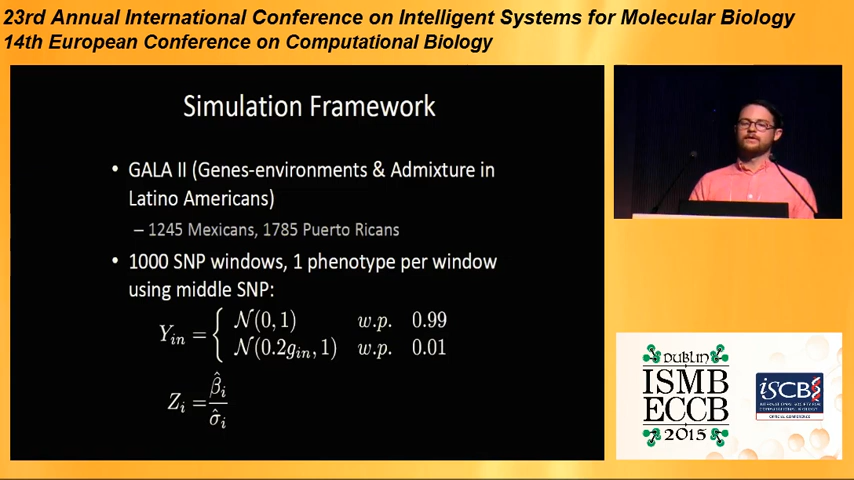 23rd Annual International Conference on Intelligent Systems for Molecular Biology
14th European Conference on Computational Biology
Simulation Framework
• GALA II (Genes-environments & Admixture in
Latino Americans)
– 1245 Mexicans, 1785 Puerto Ricans
• 1000 SNP windows, 1 phenotype per window
using middle SNP:
Y_in = { N(0, 1) w.p. 0.99
N(0.2g_in, 1) w.p. 0.01
Z_i = β̂_i / σ̂_i
DUBLIN
ISMB
ECCB
2015
iSCB
OFFICIAL CONFERENCE